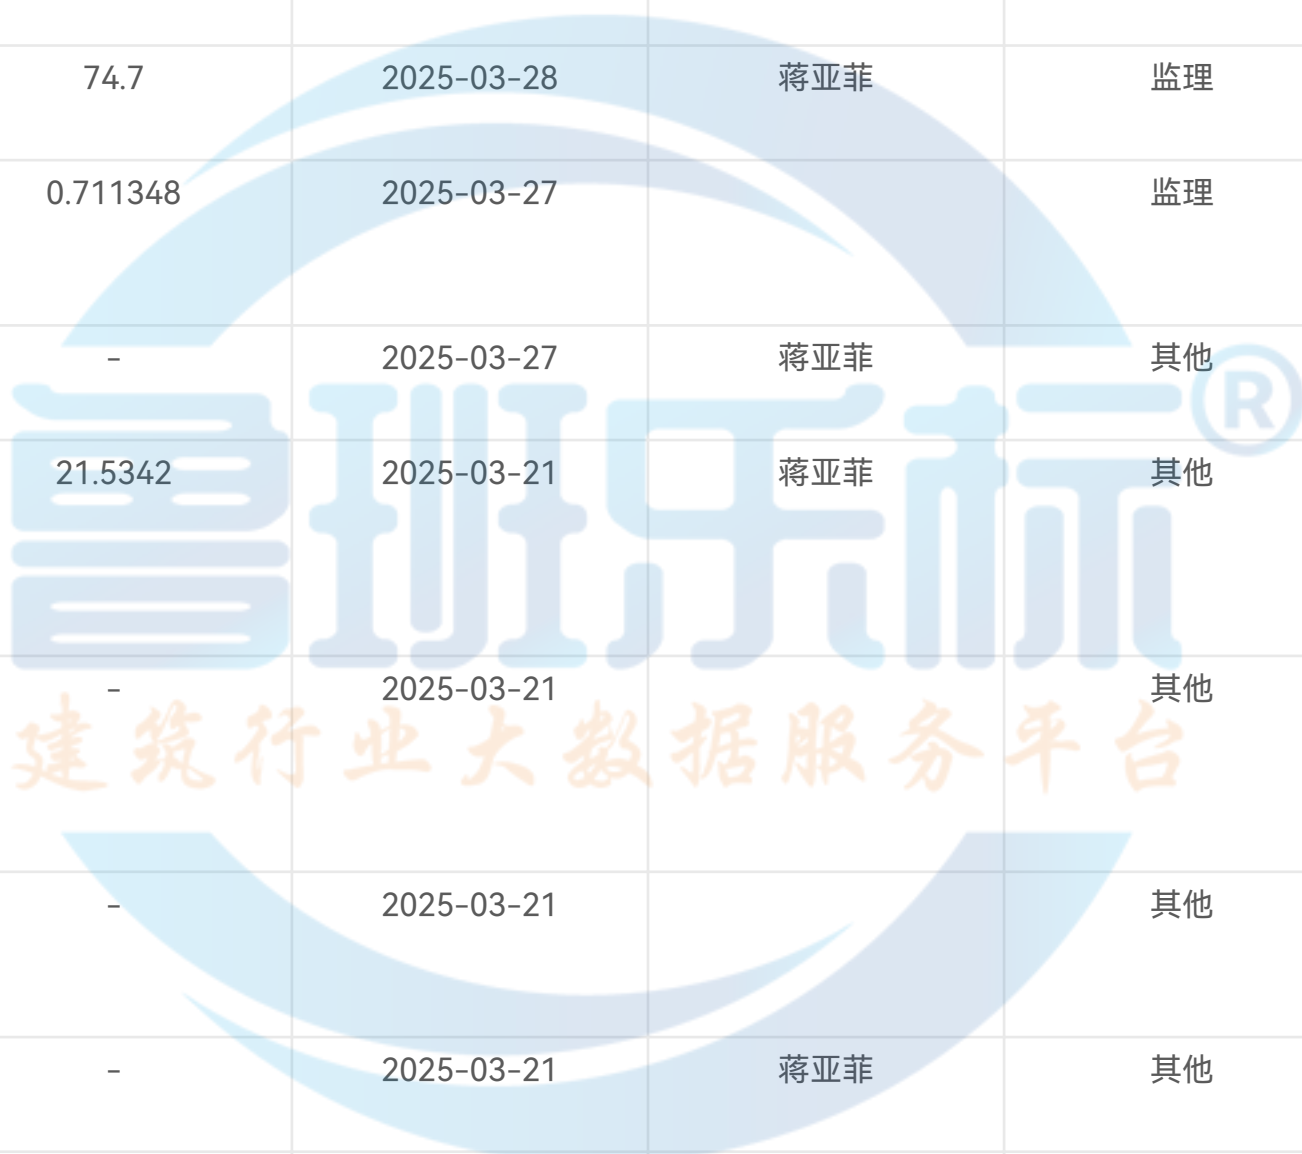 74.7 2025-03-28 蒋亚菲 监理
0.711348 2025-03-27 监理
- 2025-03-27 蒋亚菲 其他
®
21.5342 2025-03-21 蒋亚菲 其他
鲁班乐标
- 2025-03-21 其他
建筑行业大数据服务平台
- 2025-03-21 其他
- 2025-03-21 蒋亚菲 其他